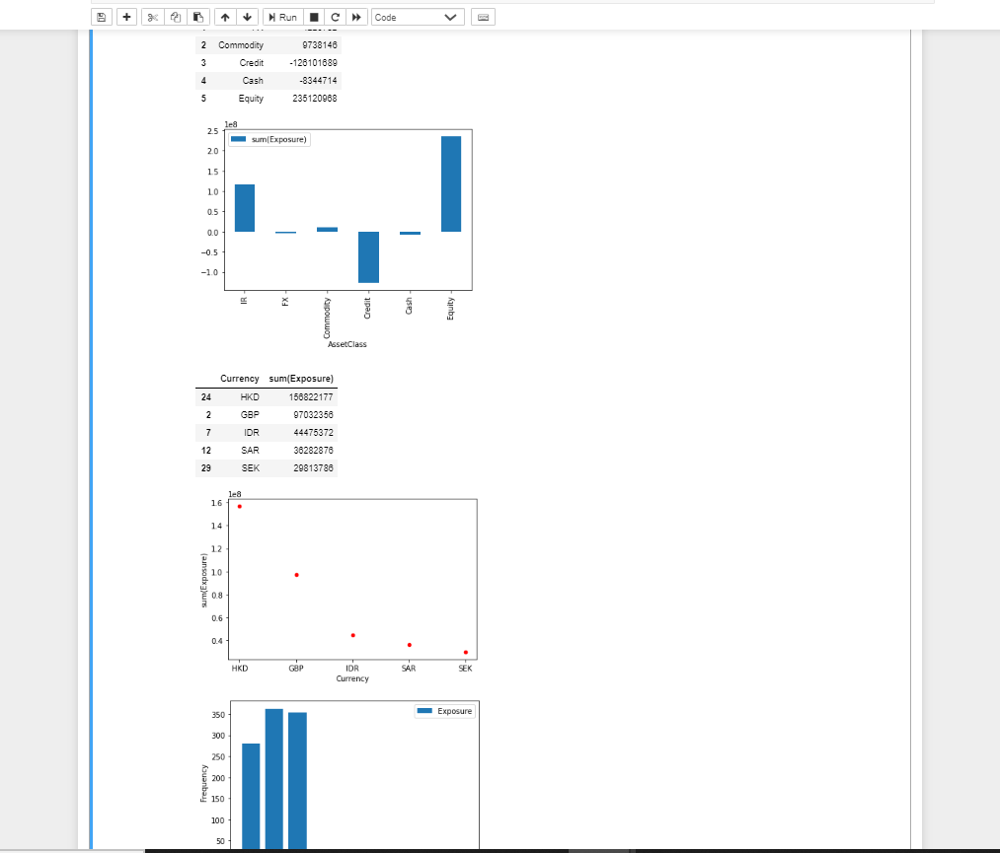 Run
Code
2 Commodity 9738146
3 Credit -126101689
4 Cash -8344714
5 Equity 235120968
1e8
2.5
sum(Exposure)
2.0
1.5
1.0
0.5
0.0
−0.5
−1.0
IR FX Commodity Credit Cash Equity
AssetClass
Currency sum(Exposure)
24 HKD 156822177
2 GBP 97032356
7 IDR 44475372
12 SAR 36282876
29 SEK 29813786
1e8
1.6
1.4
1.2
1.0
0.8
0.6
0.4
sum(Exposure)
HKD GBP IDR SAR SEK
Currency
Exposure
350
300
250
200
150
100
50
Frequency